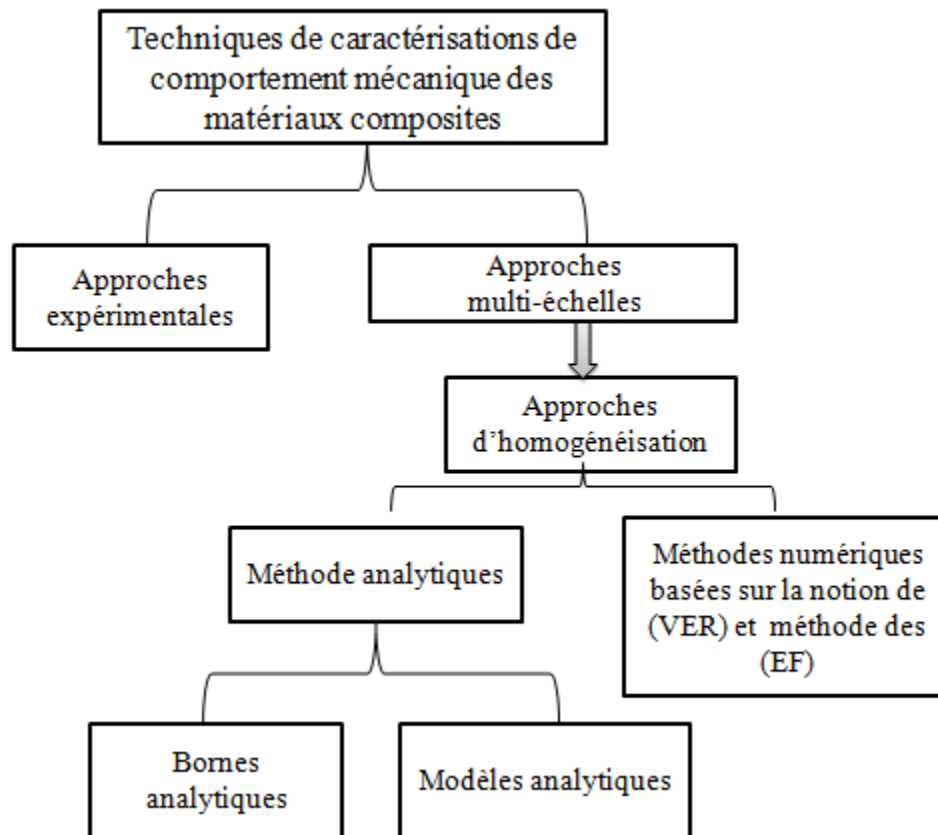 Techniques de caractérisations de
comportement mécanique des
matériaux composites
Approches
expérimentales
Approches
multi-échelles
Approches
d’homogénéisation
Méthode analytiques
Méthodes numériques
basées sur la notion de
(VER) et méthode des
(EF)
Bornes
analytiques
Modèles analytiques